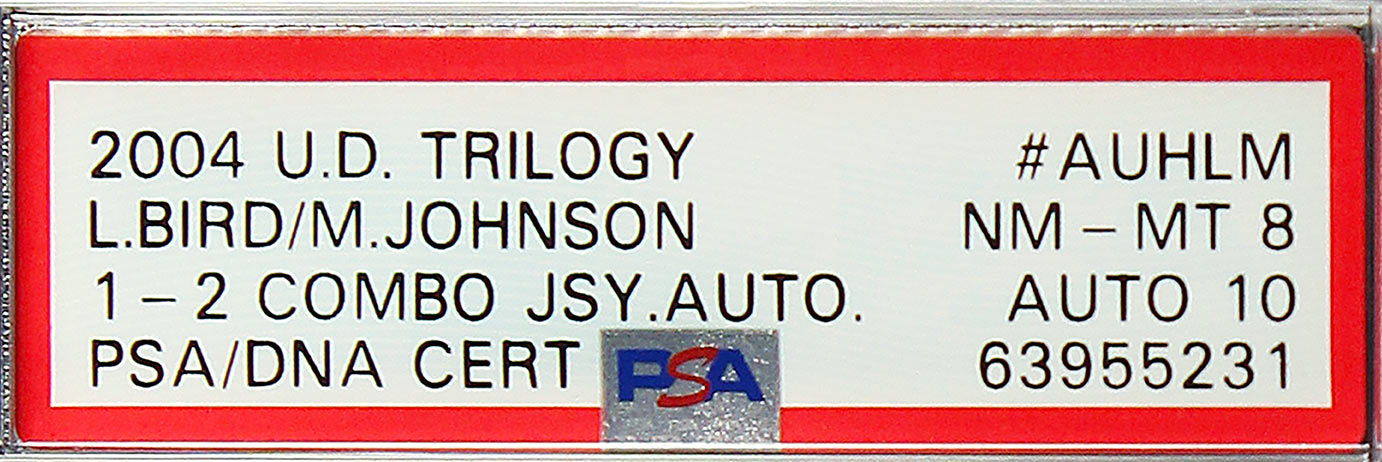 2004 U.D. TRILOGY #AUHLM
L.BIRD/M.JOHNSON NM – MT 8
1 – 2 COMBO JSY.AUTO. AUTO 10
PSA/DNA CERT PSA 63955231